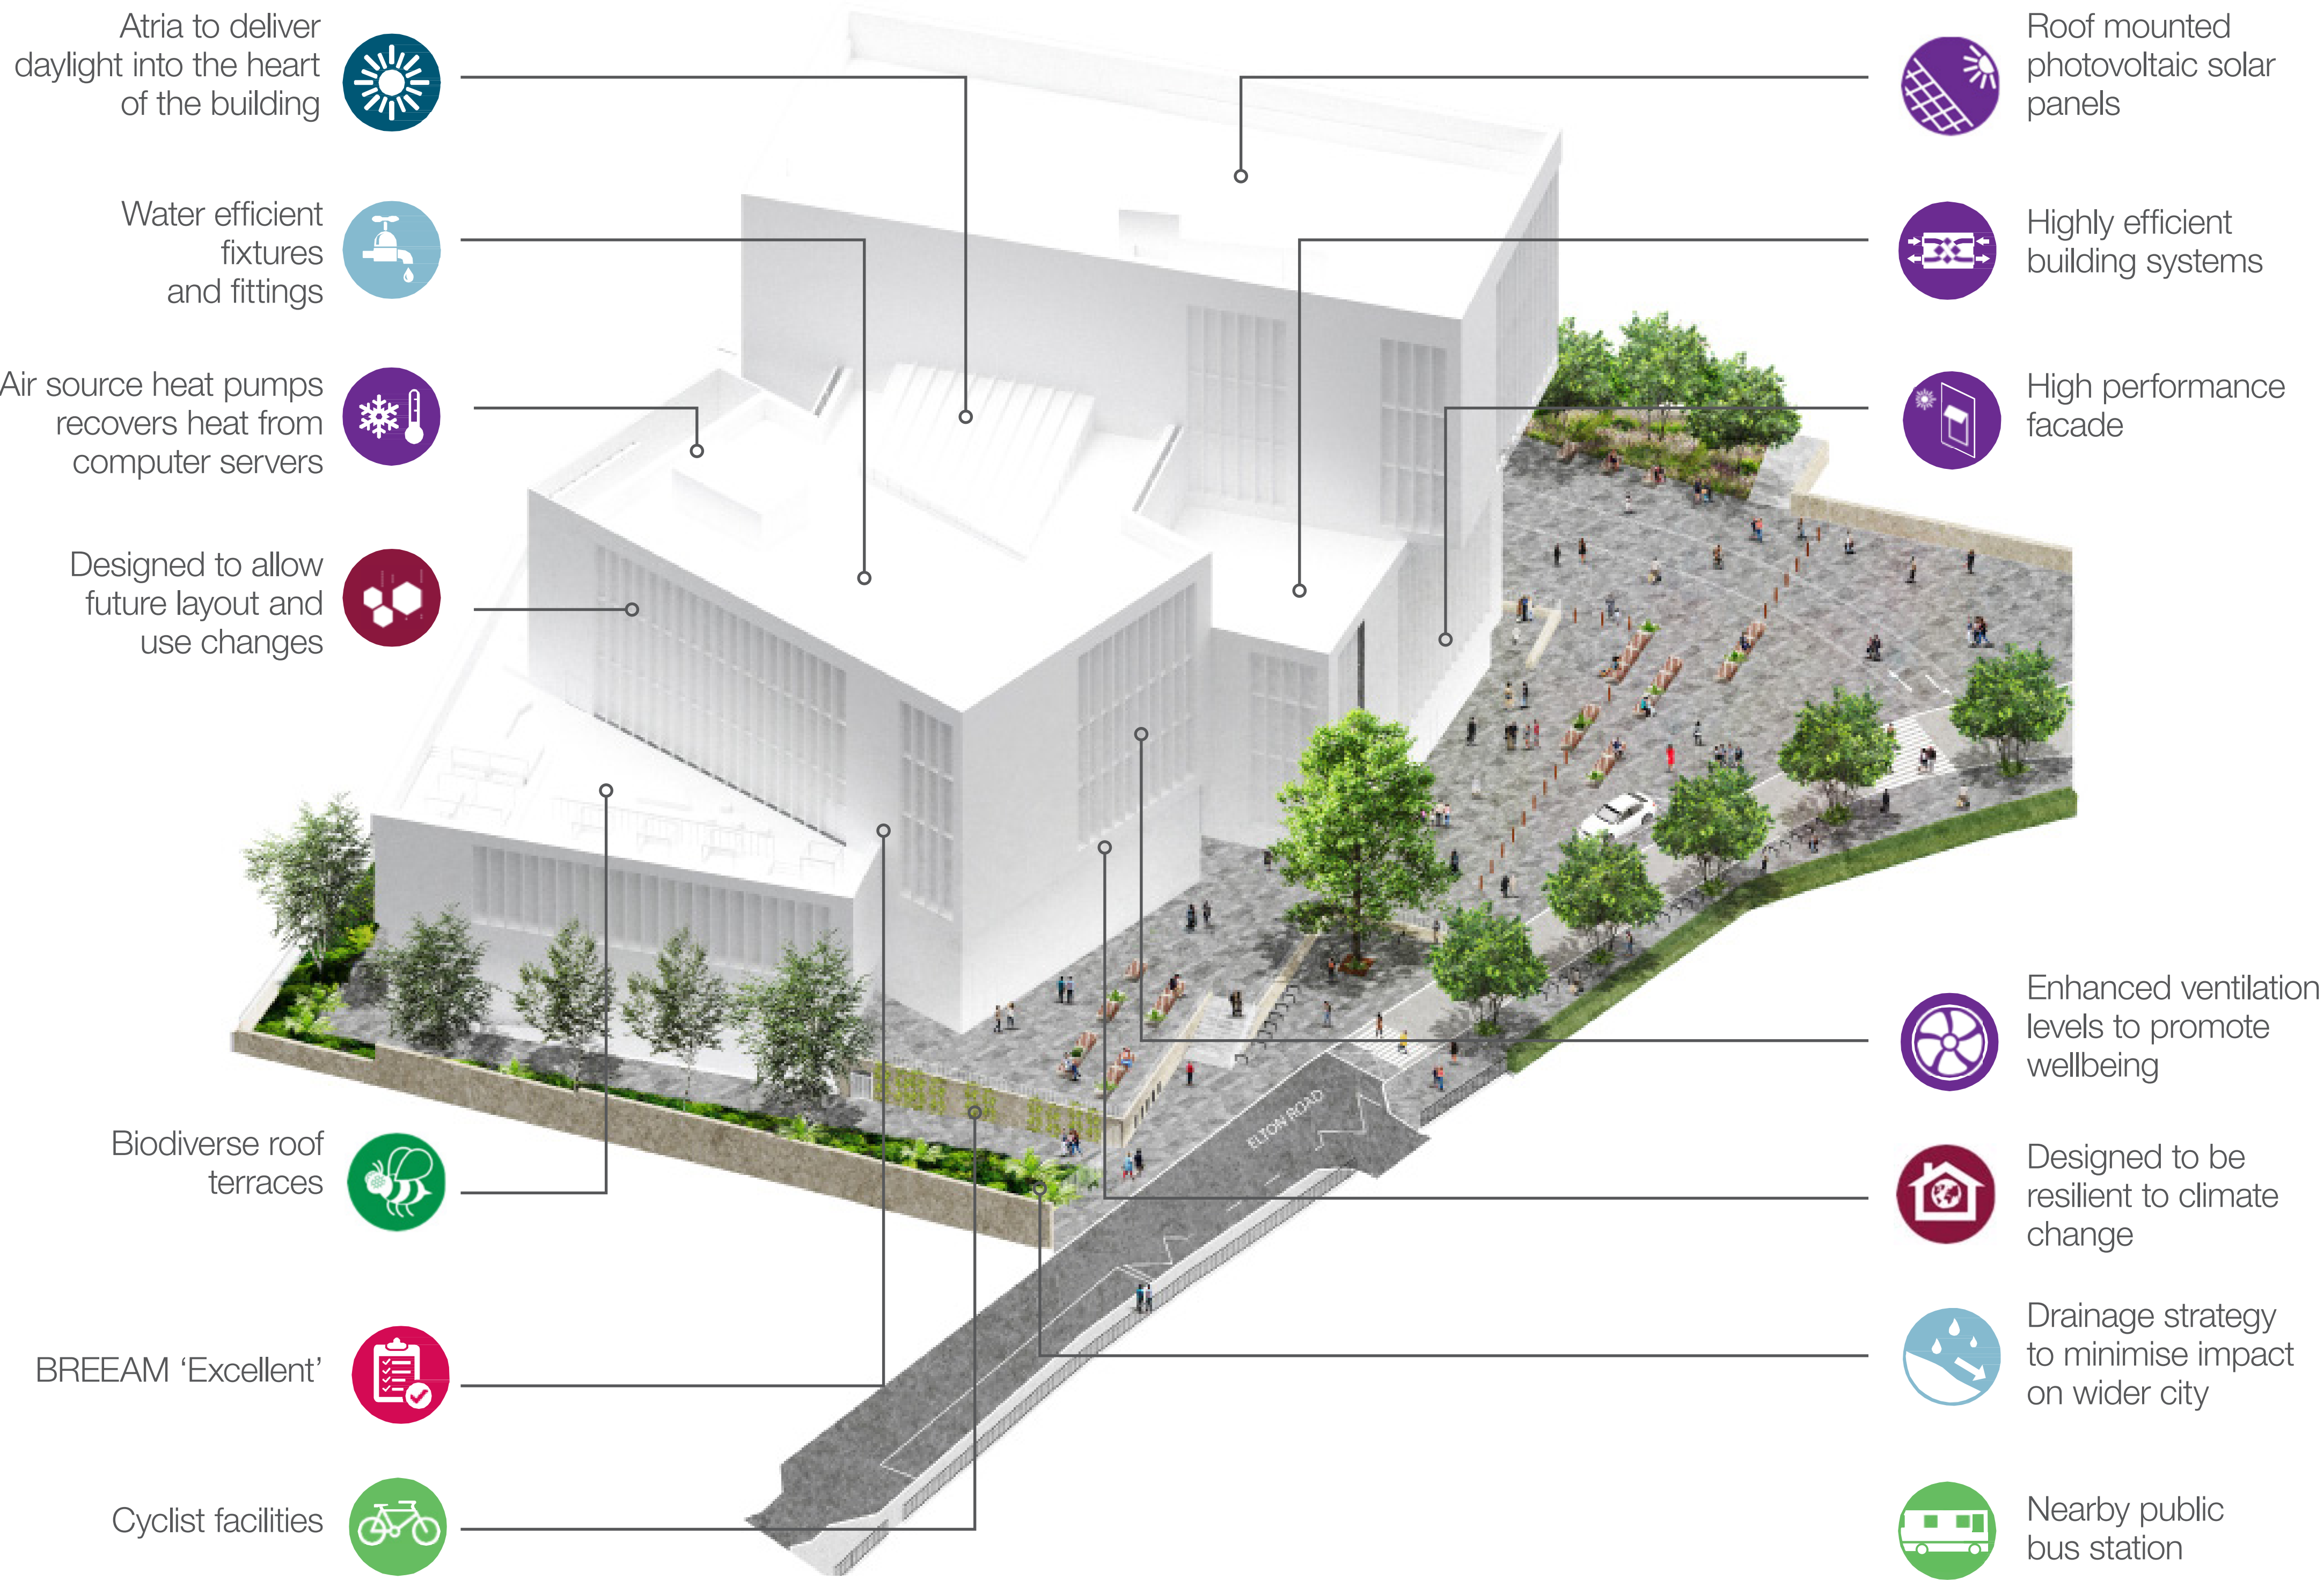 Atria to deliver
daylight into the heart
of the building
Water efficient
fixtures
and fittings
Air source heat pumps
recovers heat from
computer servers
Designed to allow
future layout and
use changes
Biodiverse roof
terraces
BREEAM ‘Excellent’
Cyclist facilities
ELTON ROAD
Roof mounted
photovoltaic solar
panels
Highly efficient
building systems
High performance
facade
Enhanced ventilation
levels to promote
wellbeing
Designed to be
resilient to climate
change
Drainage strategy
to minimise impact
on wider city
Nearby public
bus station